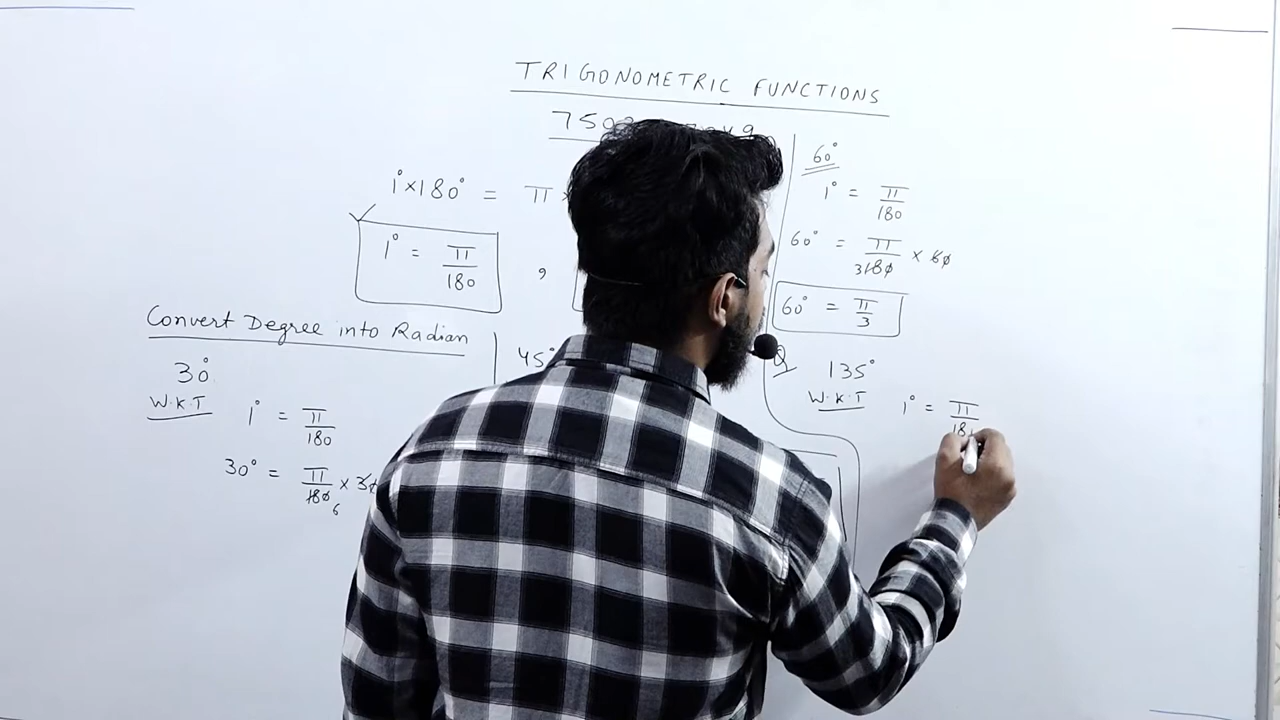 TRIGONOMETRIC FUNCTIONS
1° × 180° = π
1° = π/180 ,
Convert Degree into Radian
30°
W.K.T 1° = π/180
30° = π/180 × 30
6
45°
60°
1° = π/180
60° = π/180 × 60
3
60° = π/3
Q 135°
W.K.T 1° = π/18